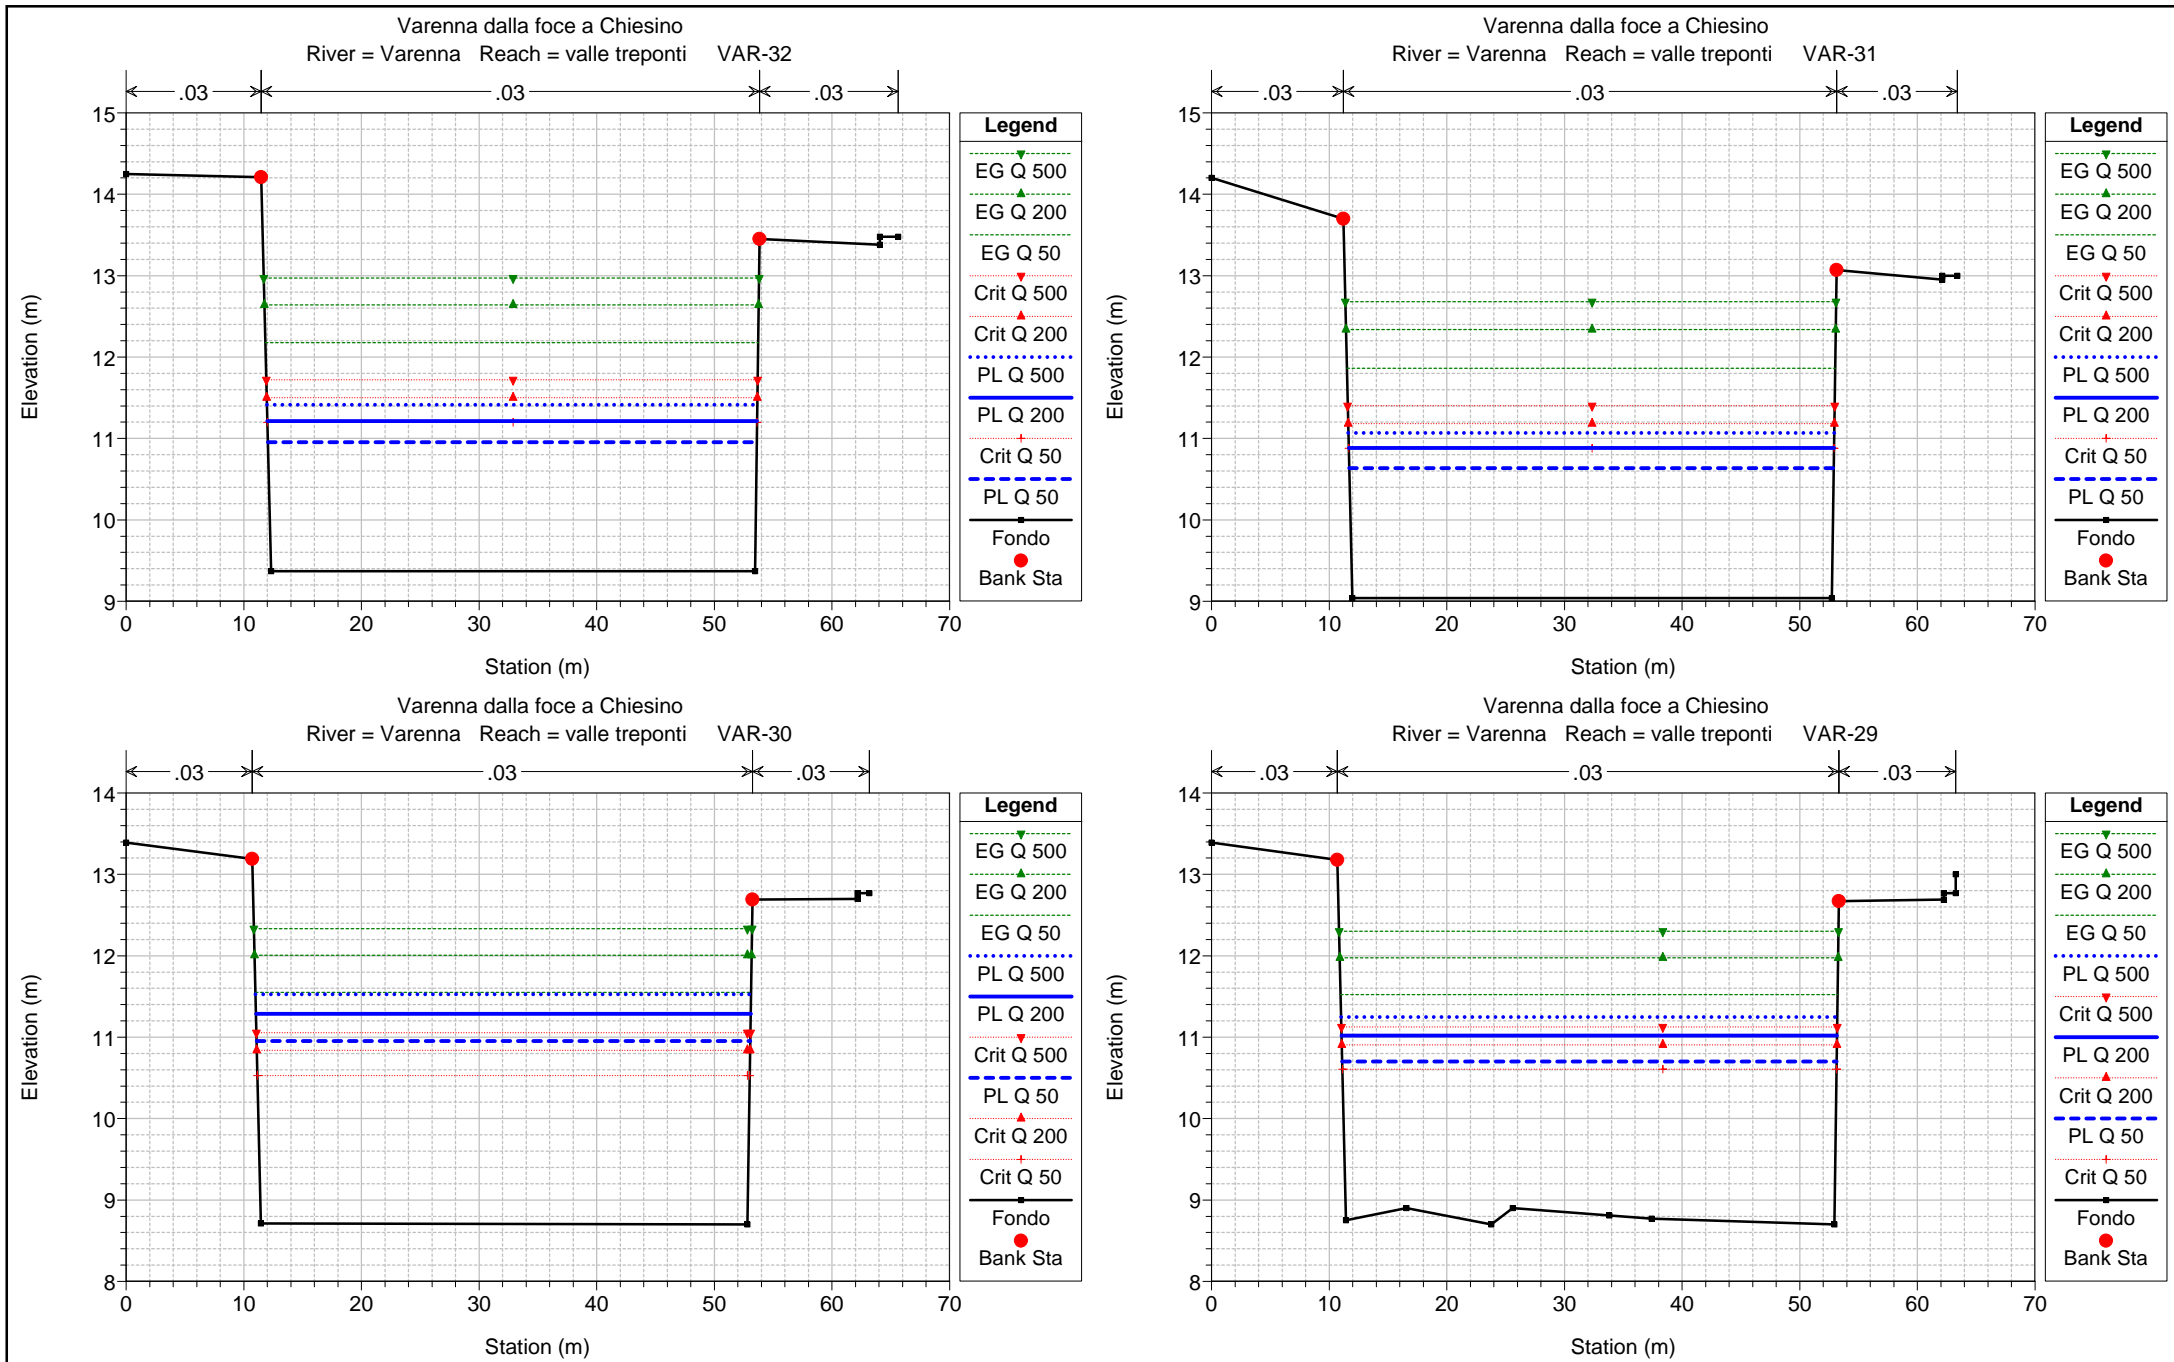 Varenna dalla foce a Chiesino
River = Varenna Reach = valle treponti VAR-32
.03 .03 .03
15
14
13
12
11
10
9
0 10 20 30 40 50 60 70
Elevation (m)
Station (m)
Legend
EG Q 500
EG Q 200
EG Q 50
Crit Q 500
Crit Q 200
PL Q 500
PL Q 200
Crit Q 50
PL Q 50
Fondo
Bank Sta
Varenna dalla foce a Chiesino
River = Varenna Reach = valle treponti VAR-31
.03 .03 .03
15
14
13
12
11
10
9
0 10 20 30 40 50 60 70
Elevation (m)
Station (m)
Legend
EG Q 500
EG Q 200
EG Q 50
Crit Q 500
Crit Q 200
PL Q 500
PL Q 200
Crit Q 50
PL Q 50
Fondo
Bank Sta
Varenna dalla foce a Chiesino
River = Varenna Reach = valle treponti VAR-30
.03 .03 .03
14
13
12
11
10
9
8
0 10 20 30 40 50 60 70
Elevation (m)
Station (m)
Legend
EG Q 500
EG Q 200
EG Q 50
PL Q 500
PL Q 200
Crit Q 500
PL Q 50
Crit Q 200
Crit Q 50
Fondo
Bank Sta
Varenna dalla foce a Chiesino
River = Varenna Reach = valle treponti VAR-29
.03 .03 .03
14
13
12
11
10
9
8
0 10 20 30 40 50 60 70
Elevation (m)
Station (m)
Legend
EG Q 500
EG Q 200
EG Q 50
PL Q 500
Crit Q 500
PL Q 200
Crit Q 200
PL Q 50
Crit Q 50
Fondo
Bank Sta